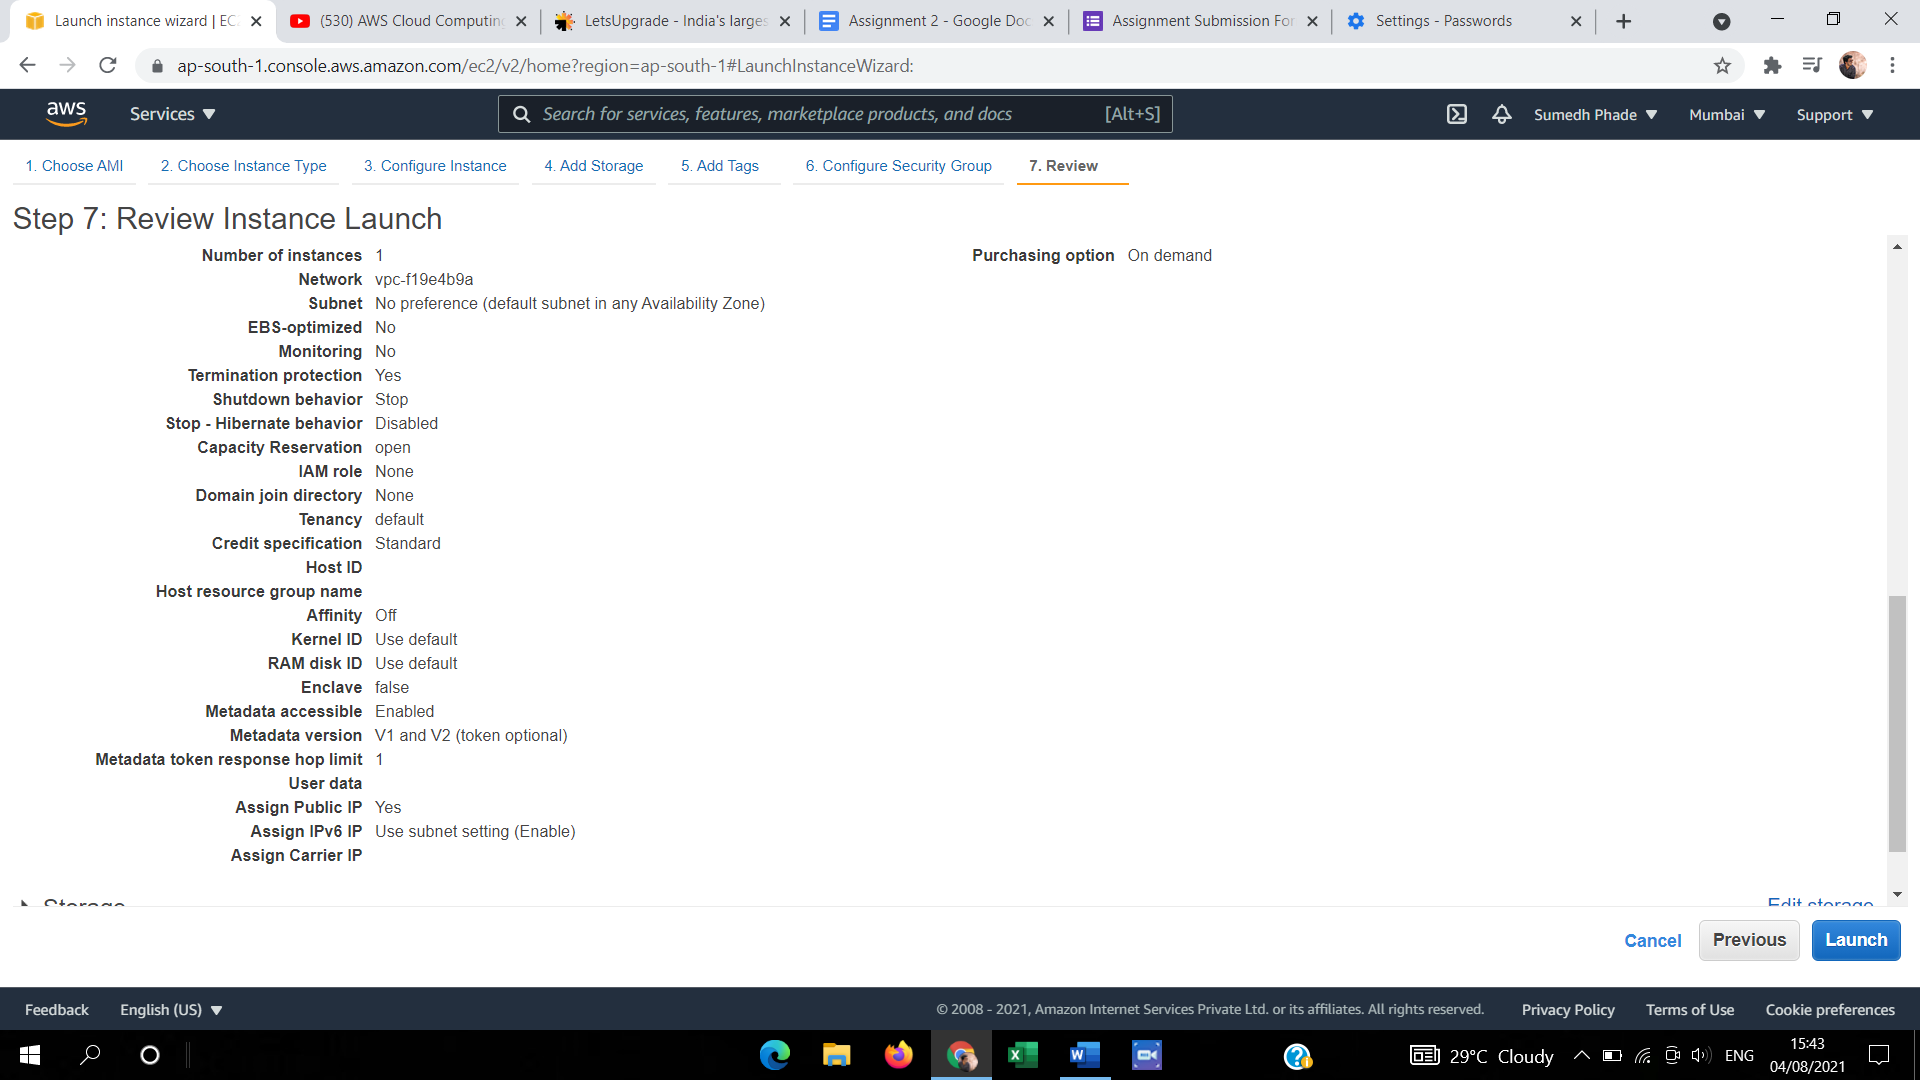 Launch instance wizard | EC
(530) AWS Cloud Computing
LetsUpgrade - India's larges
Assignment 2 - Google Doc
Assignment Submission For
Settings - Passwords
ap-south-1.console.aws.amazon.com/ec2/v2/home?region=ap-south-1#LaunchInstanceWizard:
aws
Services
Search for services, features, marketplace products, and docs
[Alt+S]
Sumedh Phade
Mumbai
Support
1. Choose AMI
2. Choose Instance Type
3. Configure Instance
4. Add Storage
5. Add Tags
6. Configure Security Group
7. Review
Step 7: Review Instance Launch
Number of instances 1
Purchasing option On demand
Network vpc-f19e4b9a
Subnet No preference (default subnet in any Availability Zone)
EBS-optimized No
Monitoring No
Termination protection Yes
Shutdown behavior Stop
Stop - Hibernate behavior Disabled
Capacity Reservation open
IAM role None
Domain join directory None
Tenancy default
Credit specification Standard
Host ID
Host resource group name
Affinity Off
Kernel ID Use default
RAM disk ID Use default
Enclave false
Metadata accessible Enabled
Metadata version V1 and V2 (token optional)
Metadata token response hop limit 1
User data
Assign Public IP Yes
Assign IPv6 IP Use subnet setting (Enable)
Assign Carrier IP
Storage
Edit storage
Cancel
Previous
Launch
Feedback
English (US)
© 2008 - 2021, Amazon Internet Services Private Ltd. or its affiliates. All rights reserved.
Privacy Policy
Terms of Use
Cookie preferences
29°C Cloudy
ENG
15:43
04/08/2021